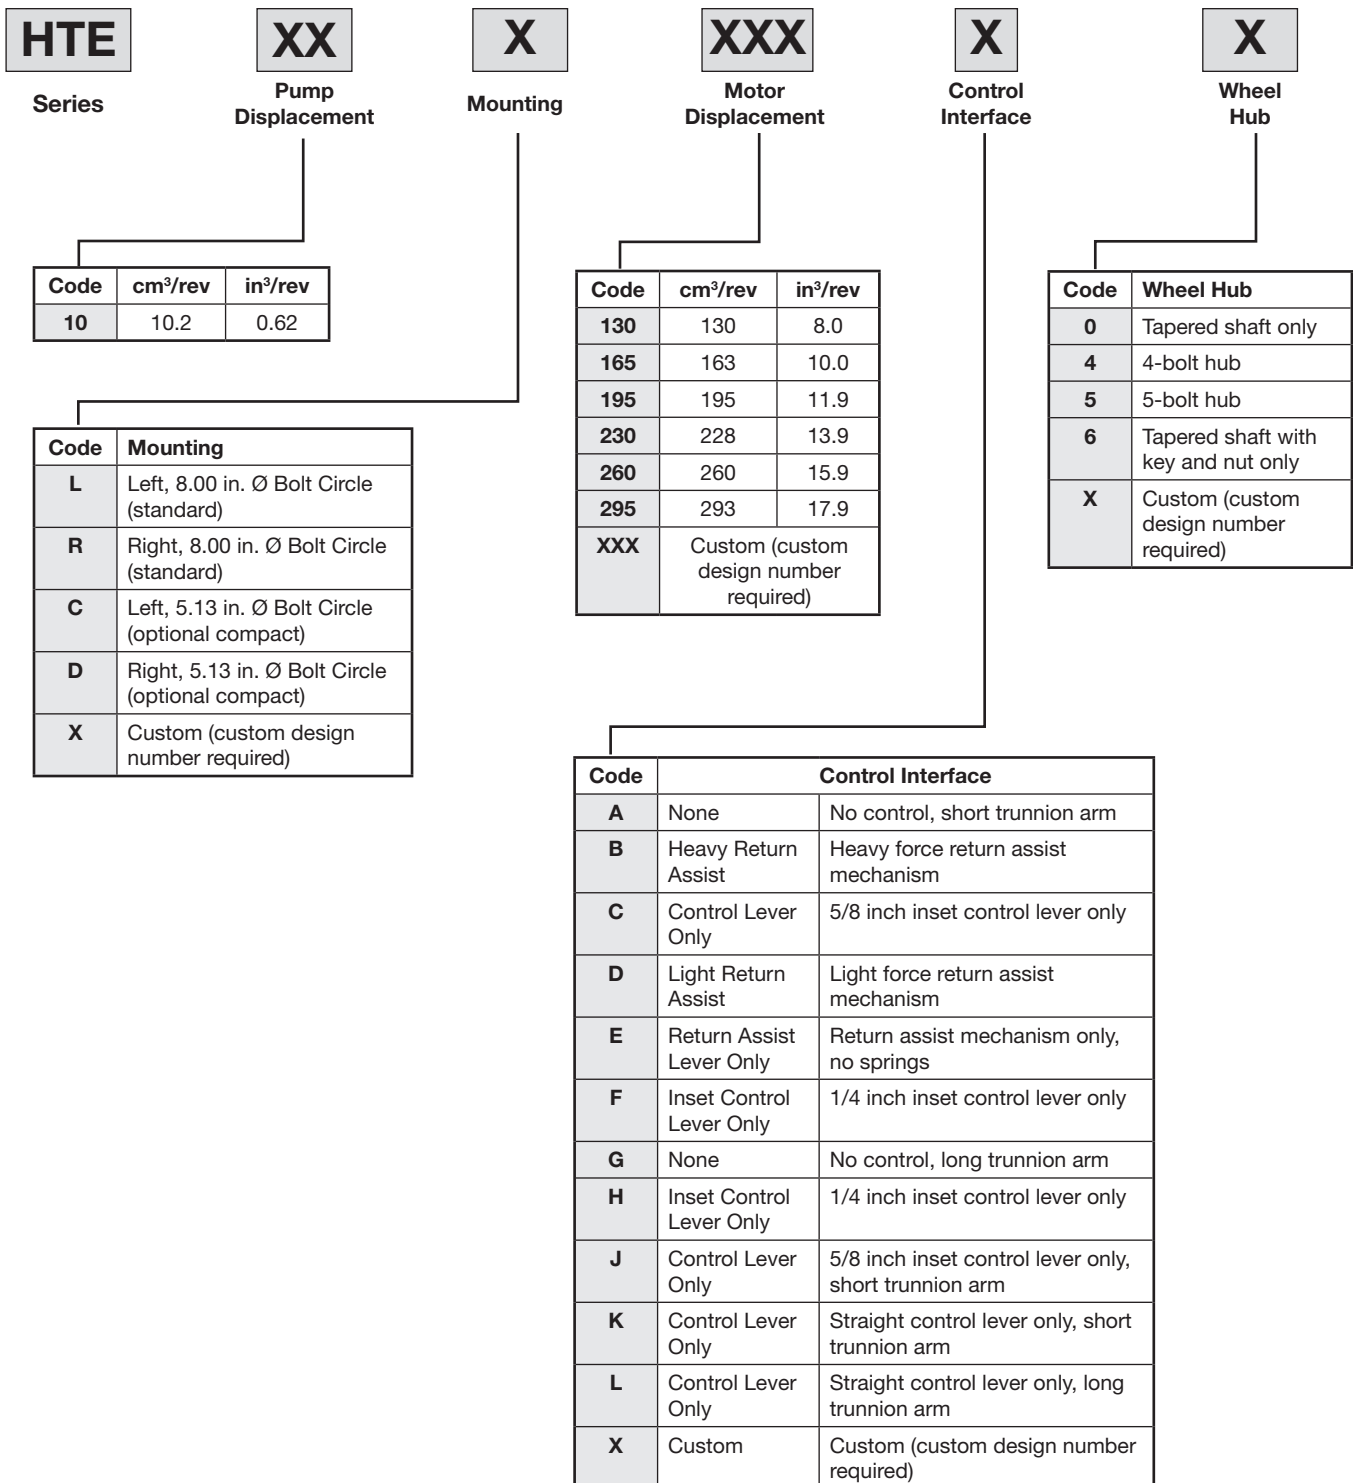 HTE XX X XXX X X
Series
Pump
Displacement
Mounting
Motor
Displacement
Control
Interface
Wheel
Hub
Code cm³/rev in³/rev
10 10.2 0.62
Code Mounting
L Left, 8.00 in. Ø Bolt Circle
(standard)
R Right, 8.00 in. Ø Bolt Circle
(standard)
C Left, 5.13 in. Ø Bolt Circle
(optional compact)
D Right, 5.13 in. Ø Bolt Circle
(optional compact)
X Custom (custom design
number required)
Code cm³/rev in³/rev
130 130 8.0
165 163 10.0
195 195 11.9
230 228 13.9
260 260 15.9
295 293 17.9
XXX Custom (custom
design number
required)
Code Wheel Hub
0 Tapered shaft only
4 4-bolt hub
5 5-bolt hub
6 Tapered shaft with
key and nut only
X Custom (custom
design number
required)
Code Control Interface
A None No control, short trunnion arm
B Heavy Return Heavy force return assist
Assist mechanism
C Control Lever 5/8 inch inset control lever only
Only
D Light Return Light force return assist
Assist mechanism
E Return Assist Return assist mechanism only,
Lever Only no springs
F Inset Control 1/4 inch inset control lever only
Lever Only
G None No control, long trunnion arm
H Inset Control 1/4 inch inset control lever only
Lever Only
J Control Lever 5/8 inch inset control lever only,
Only short trunnion arm
K Control Lever Straight control lever only, short
Only trunnion arm
L Control Lever Straight control lever only, long
Only trunnion arm
X Custom Custom (custom design number
required)